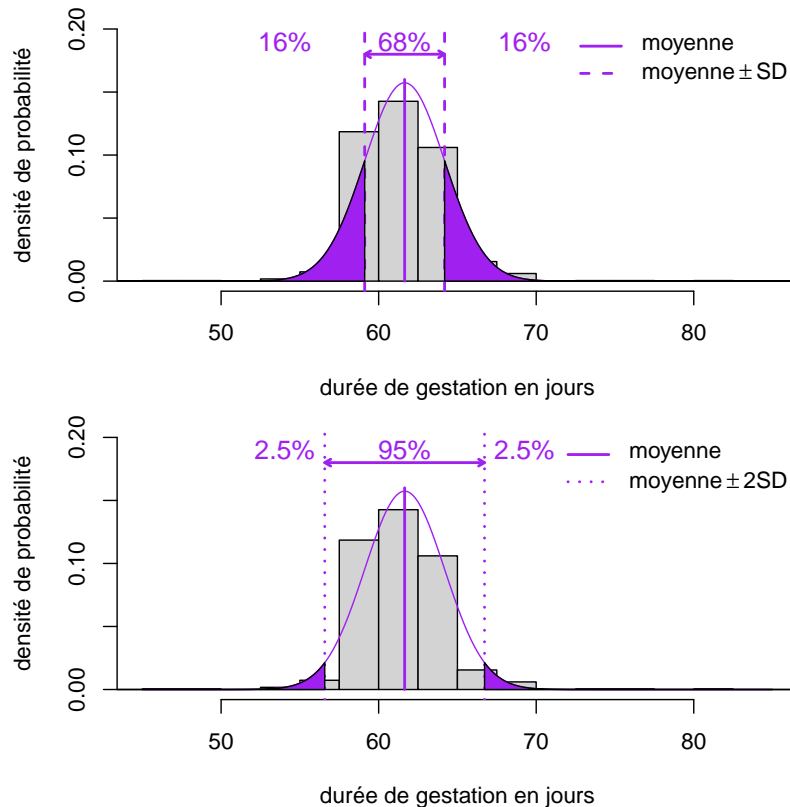 16% 68% 16%
moyenne
moyenne ± SD
densité de probabilité
0.20
0.10
0.00
50 60 70 80
durée de gestation en jours
2.5% 95% 2.5%
moyenne
moyenne ± 2SD
densité de probabilité
0.20
0.10
0.00
50 60 70 80
durée de gestation en jours